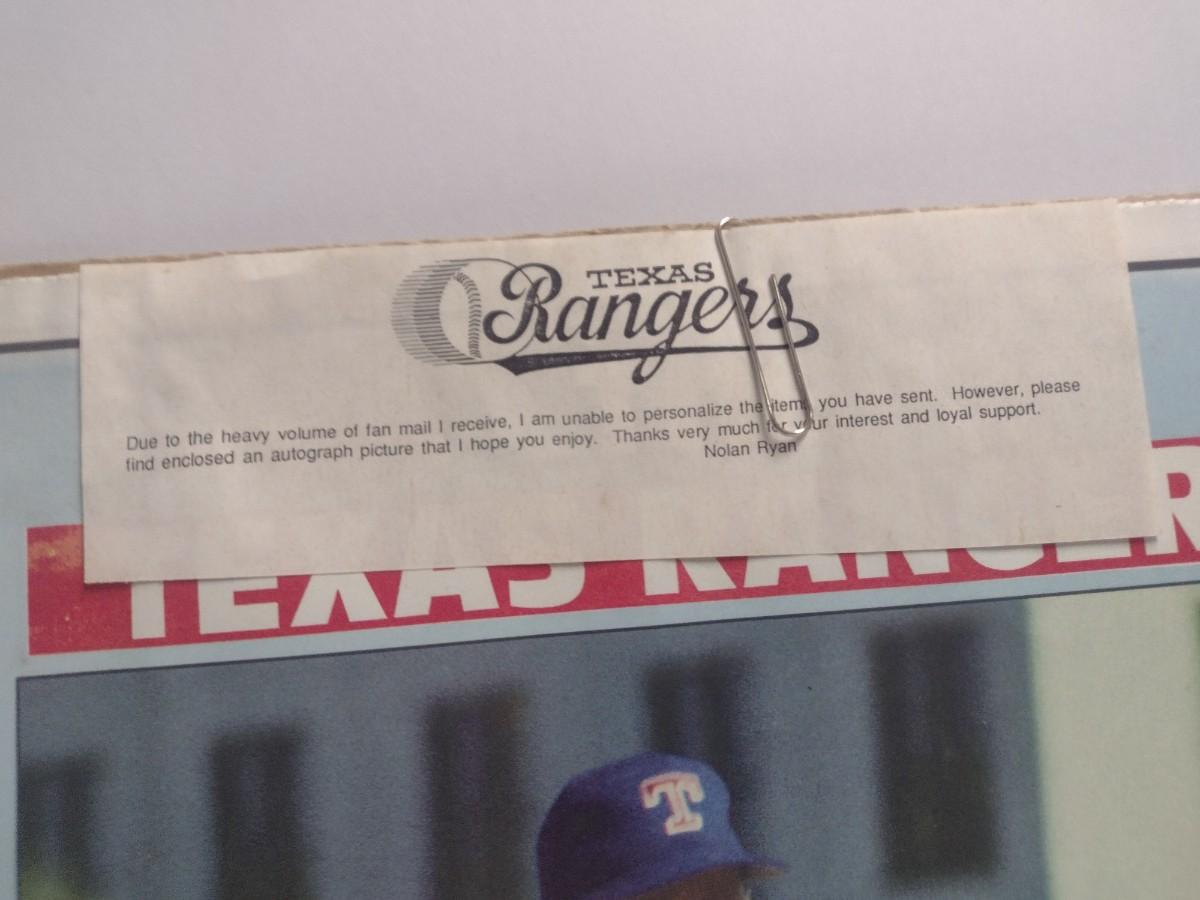 TEXAS
Rangers
Due to the heavy volume of fan mail I receive, I am unable to personalize the item you have sent.  However, please
find enclosed an autograph picture that I hope you enjoy.  Thanks very much for your interest and loyal support.
Nolan Ryan
TEXAS RANGER
T